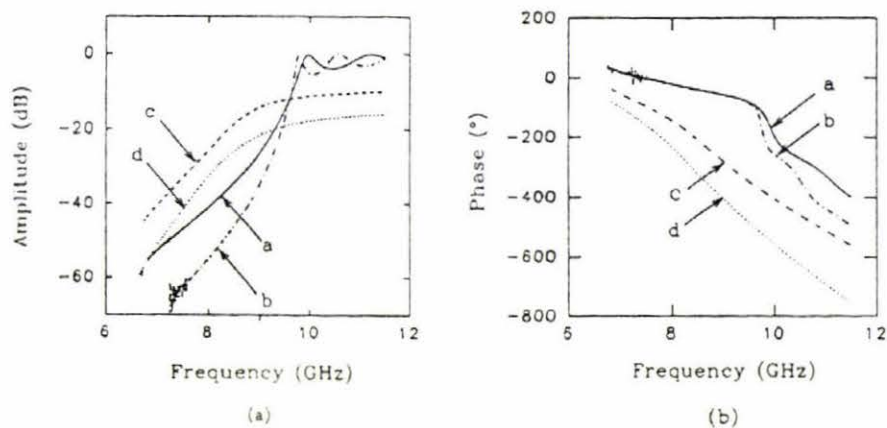 0
−20
−40
−60
Amplitude (dB)
c
d
a
b
6
8
10
12
Frequency (GHz)
(a)
200
0
−200
−400
−600
−800
Phase (°)
a
b
c
d
6
8
10
12
Frequency (GHz)
(b)